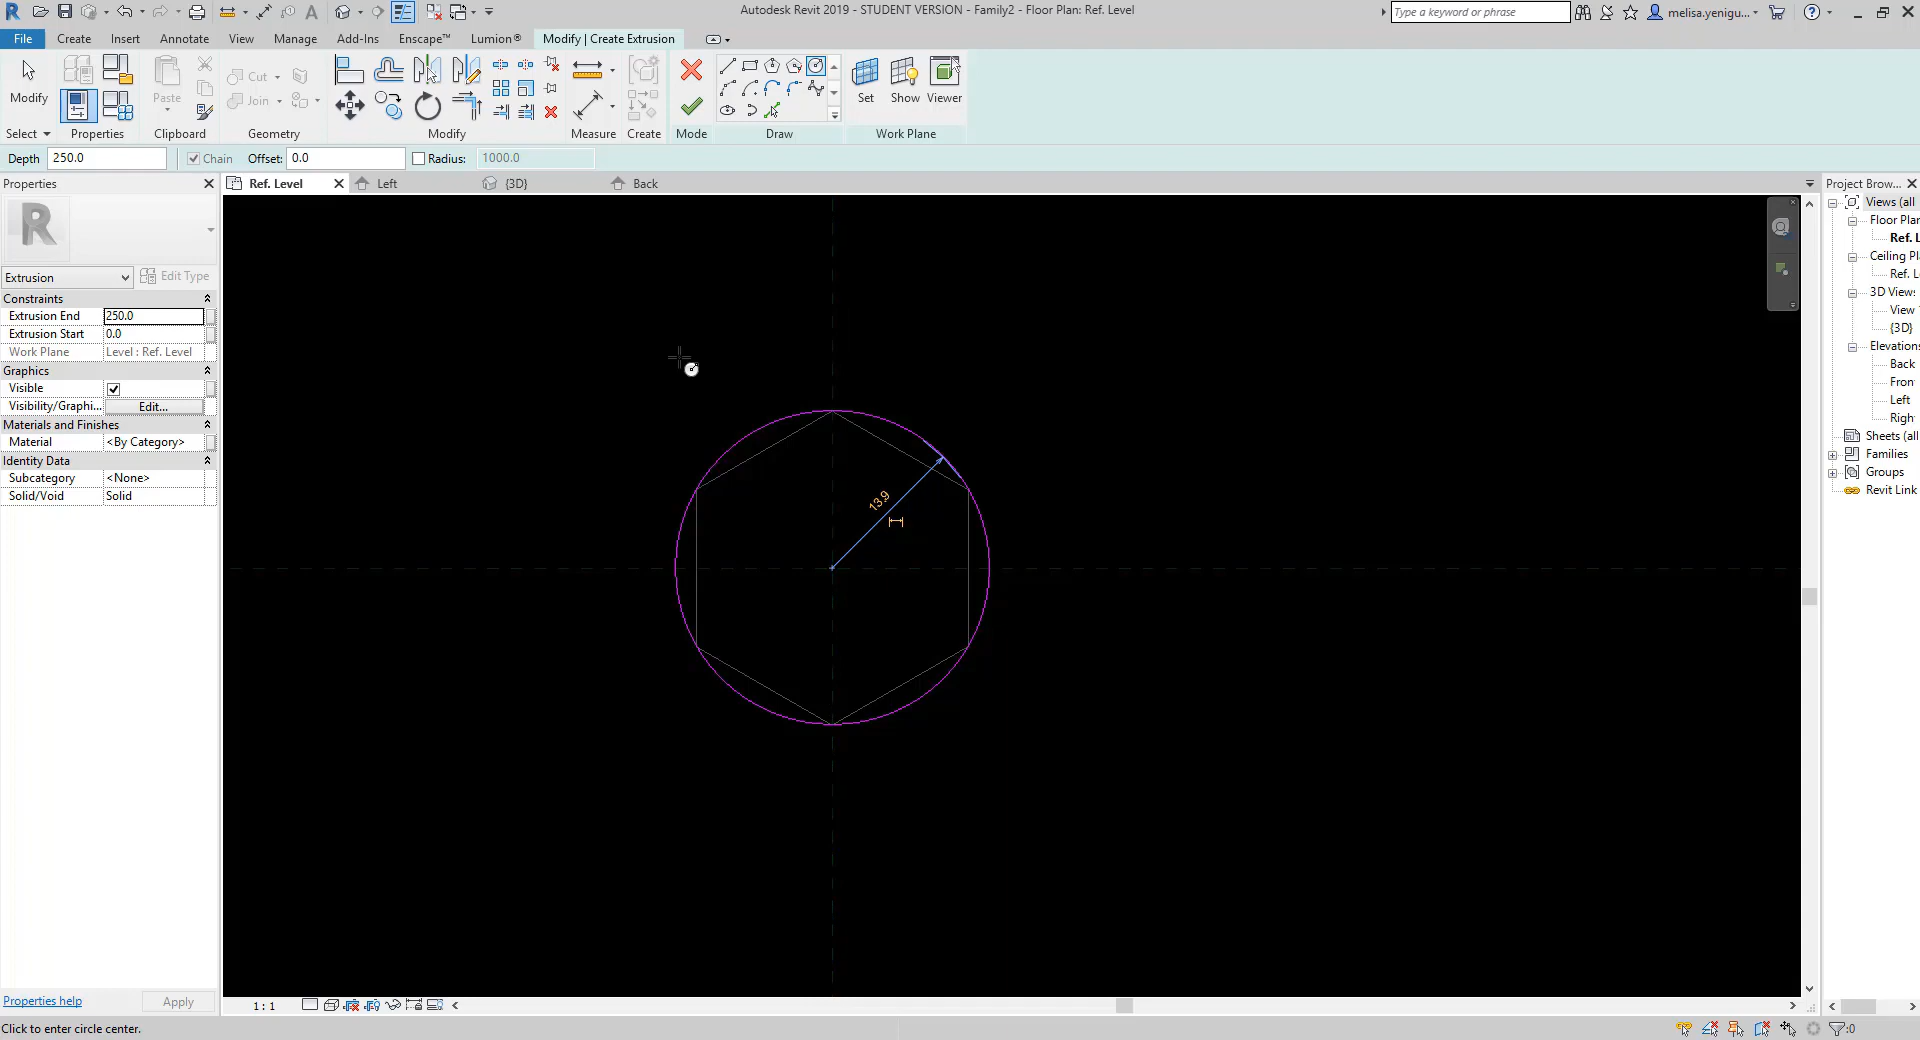 Autodesk Revit 2019 - STUDENT VERSION - Family2 - Floor Plan: Ref. Level
Type a keyword or phrase
melisa.yenigu...
File Create Insert Annotate View Manage Add-Ins Enscape™ Lumion® Modify | Create Extrusion
Modify
Paste
Cut
Join
Set Show Viewer
Select Properties Clipboard Geometry Modify Measure Create Mode Draw Work Plane
Depth 250.0 Chain Offset: 0.0 Radius: 1000.0
Properties
Ref. Level Left {3D} Back
Project Brow...
R
Extrusion Edit Type
Constraints
Extrusion End 250.0
Extrusion Start 0.0
Work Plane Level : Ref. Level
Graphics
Visible
Visibility/Graphi... Edit...
Materials and Finishes
Material <By Category>
Identity Data
Subcategory <None>
Solid/Void Solid
13.9
Views (all
Floor Plan
Ref. L
Ceiling Pl
Ref. L
3D Views
View
{3D}
Elevations
Back
Fron
Left
Righ
Sheets (all
Families
Groups
Revit Link
Properties help Apply
1 : 1
Click to enter circle center.
:0